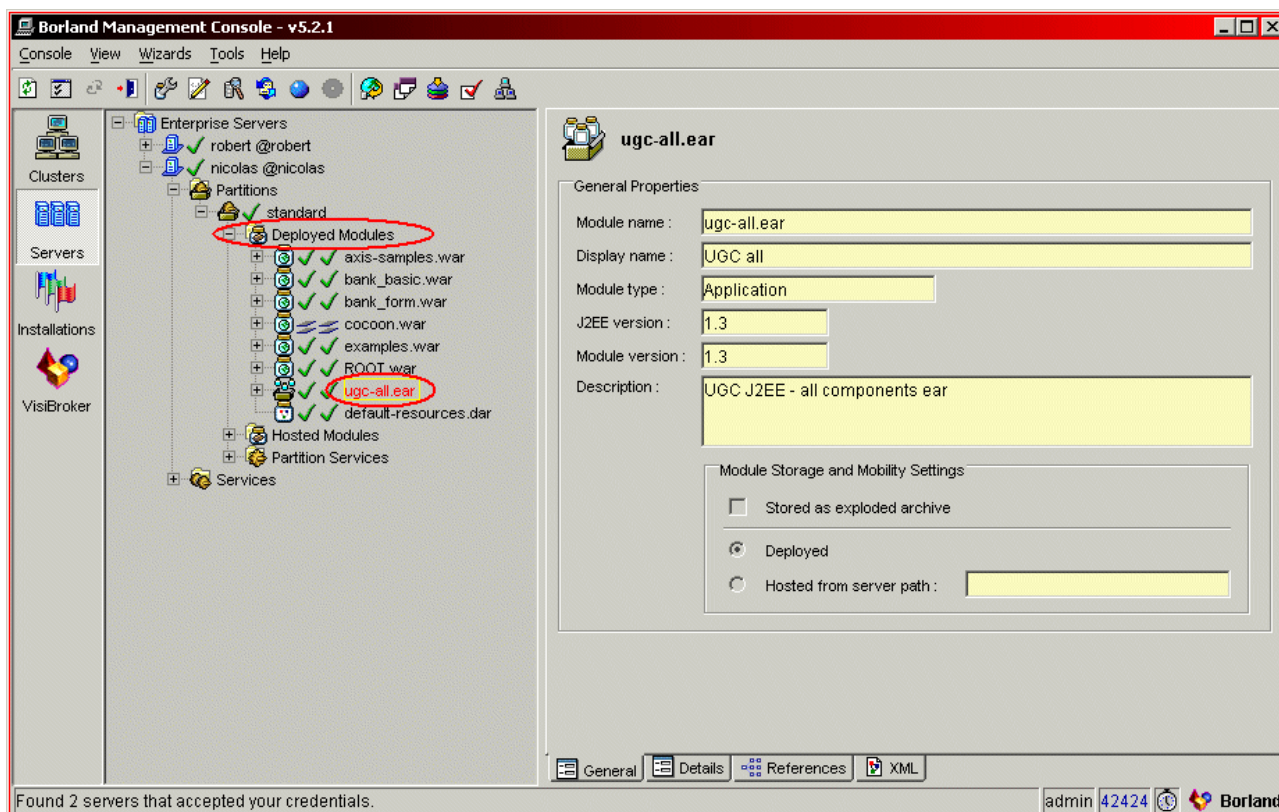 Borland Management Console - v5.2.1
Console View Wizards Tools Help
Clusters
Servers
Installations
VisiBroker
Enterprise Servers
robert @robert
nicolas @nicolas
Partitions
standard
Deployed Modules
axis-samples.war
bank_basic.war
bank_form.war
cocoon.war
examples.war
ROOT.war
ugc-all.ear
default-resources.dar
Hosted Modules
Partition Services
Services
ugc-all.ear
General Properties
Module name : ugc-all.ear
Display name : UGC all
Module type : Application
J2EE version : 1.3
Module version : 1.3
Description : UGC J2EE - all components ear
Module Storage and Mobility Settings
Stored as exploded archive
Deployed
Hosted from server path :
General Details References XML
Found 2 servers that accepted your credentials. admin 42424 Borland